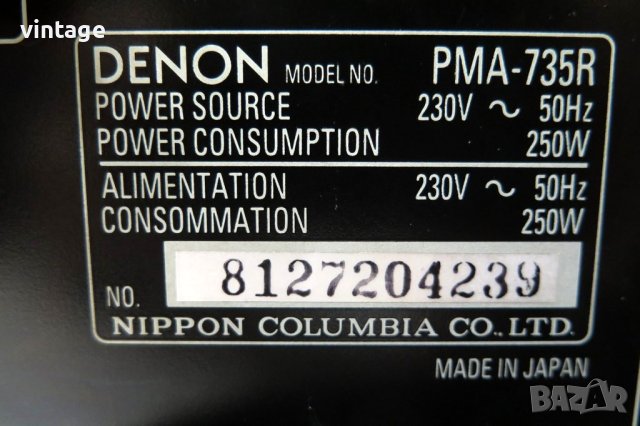 vintage
DENON MODEL NO. PMA-735R
POWER SOURCE 230V ~ 50Hz
POWER CONSUMPTION 250W
ALIMENTATION 230V ~ 50Hz
CONSOMMATION 250W
NO. 8127204239
NIPPON COLUMBIA CO., LTD.
MADE IN JAPAN
BAZAR